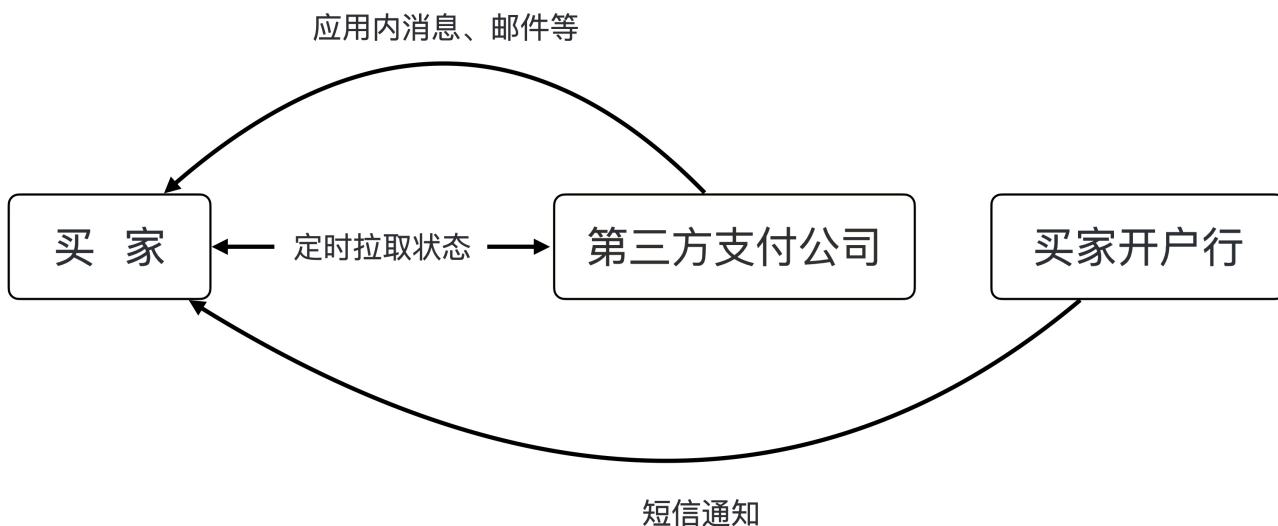 应用内消息、邮件等
买 家
定时拉取状态
第三方支付公司
买家开户行
短信通知